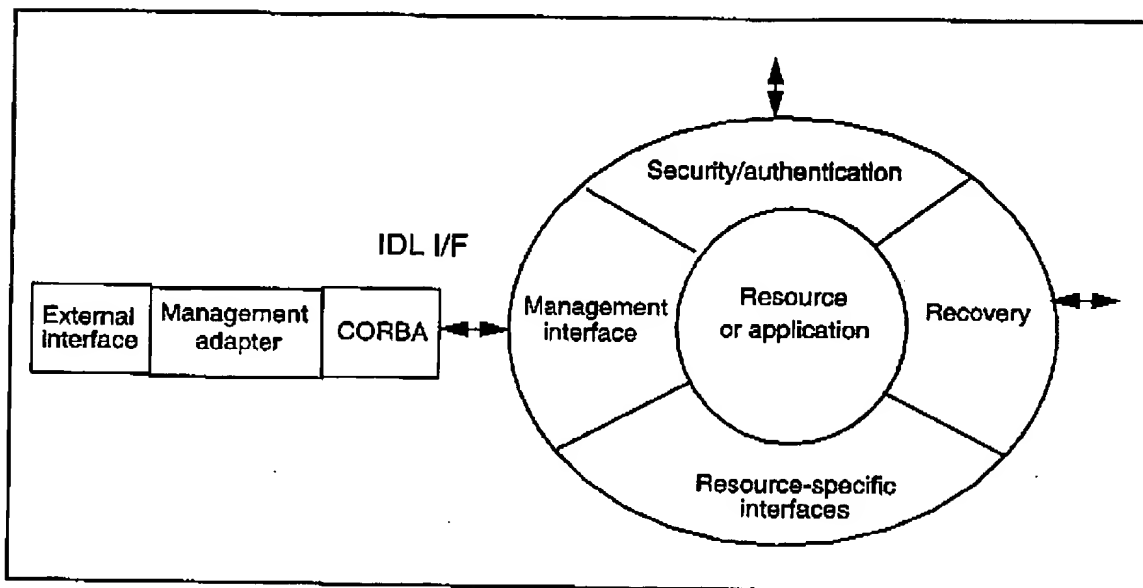 Security/authentication
IDL I/F
External
interface
Management
adapter
CORBA
Management
interface
Resource
or application
Recovery
Resource-specific
interfaces